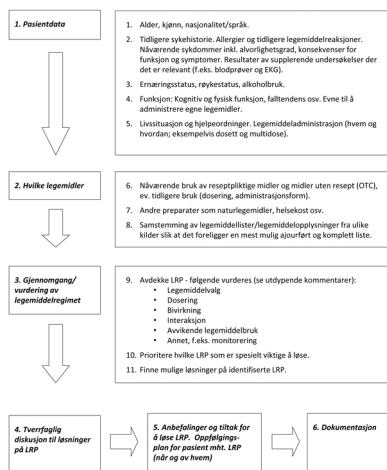 1. Pasientdata
1. Alder, kjønn, nasjonalitet/språk.
2. Tidligere sykehistorie. Allergier og tidligere legemiddelreaksjoner.
Nåværende sykdommer inkl. alvorlighetsgrad, konsekvenser for
funksjon og symptomer. Resultater av supplerende undersøkelser der
det er relevant (f.eks. blodprøver og EKG).
3. Ernæringsstatus, røykestatus, alkoholbruk.
4. Funksjon: Kognitiv og fysisk funksjon, falltendens osv. Evne til å
administrere egne legemidler.
5. Livssituasjon og hjelpeordninger. Legemiddeladministrasjon (hvem og
hvordan; eksempelvis dosett og multidose).
2. Hvilke legemidler
6. Nåværende bruk av reseptpliktige midler og midler uten resept (OTC),
ev. tidligere bruk (dosering, administrasjonsform).
7. Andre preparater som naturlegemidler, helsekost osv.
8. Samstemming av legemiddellister/legemiddelopplysninger fra ulike
kilder slik at det foreligger en mest mulig ajourført og komplett liste.
3. Gjennomgang/
vurdering av
legemiddelregimet
9. Avdekke LRP - følgende vurderes (se utdypende kommentarer):
• Legemiddelvalg
• Dosering
• Bivirkning
• Interaksjon
• Avvikende legemiddelbruk
• Annet, f.eks. monitorering
10. Prioritere hvilke LRP som er spesielt viktige å løse.
11. Finne mulige løsninger på identifiserte LRP.
4. Tverrfaglig
diskusjon til løsninger
på LRP
5. Anbefalinger og tiltak for
å løse LRP. Oppfølgings-
plan for pasient mht. LRP
(når og av hvem)
6. Dokumentasjon